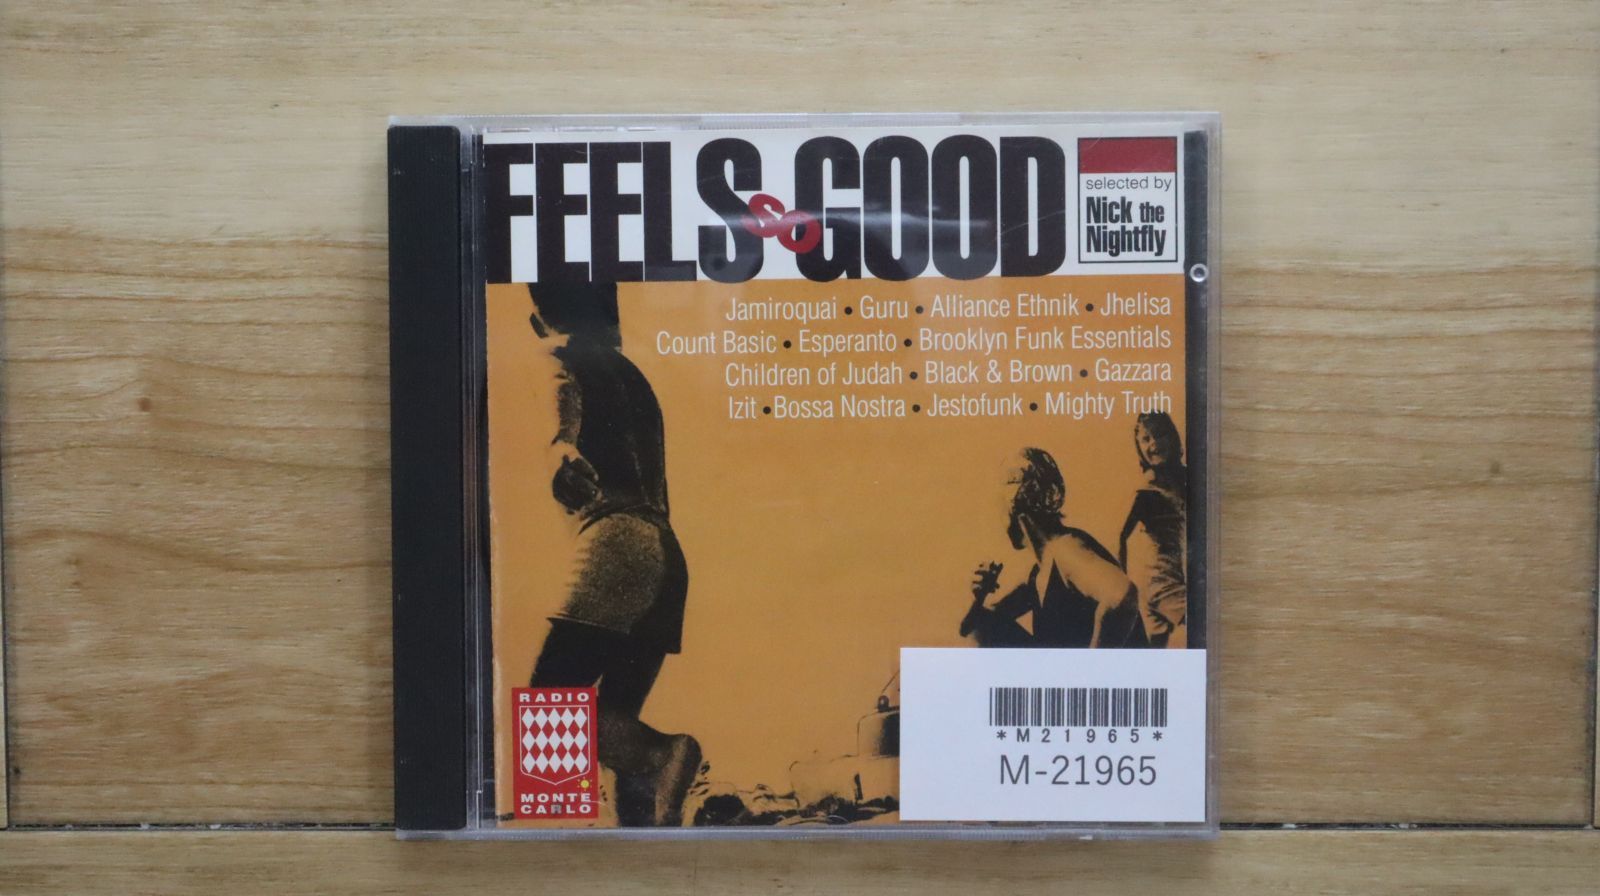 FEELS so GOOD
selected by
Nick the
Nightfly
Jamiroquai • Guru • Alliance Ethnik • Jhelisa
Count Basic • Esperanto • Brooklyn Funk Essentials
Children of Judah • Black & Brown • Gazzara
Izit • Bossa Nostra • Jestofunk • Mighty Truth
RADIO
MONTE
CARLO
*M21965*
M-21965